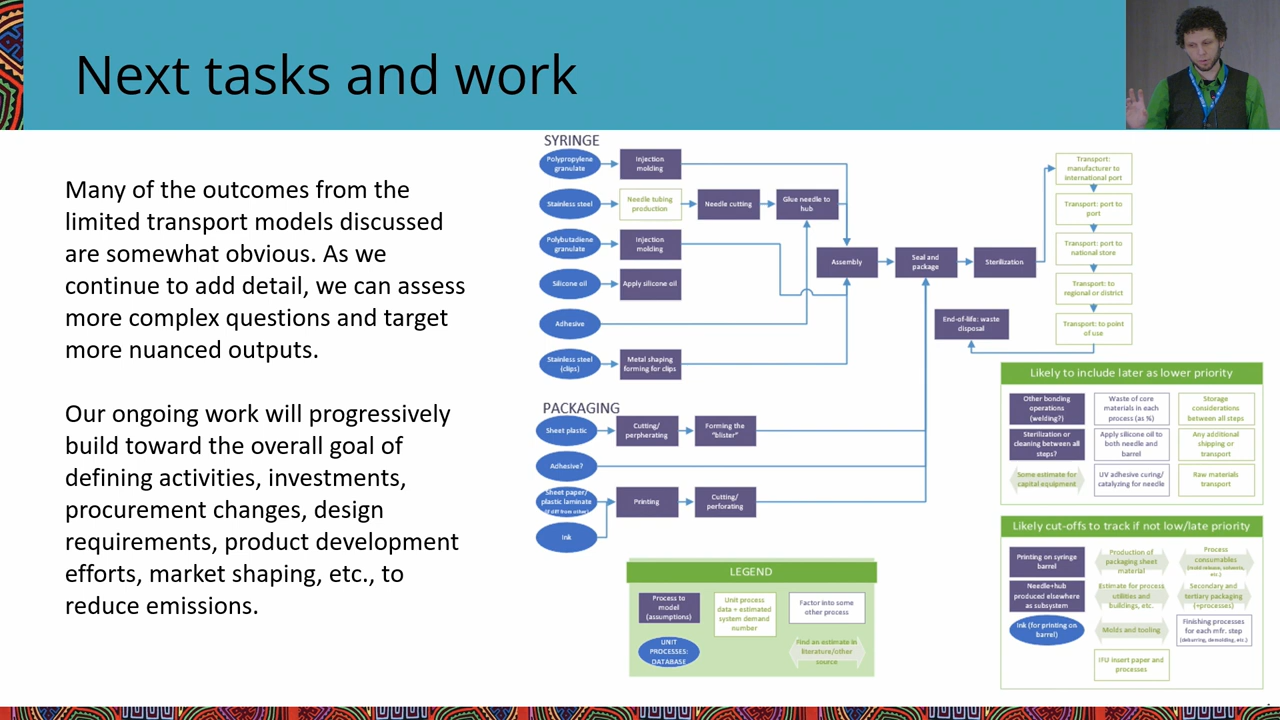 Next tasks and work
Many of the outcomes from the
limited transport models discussed
are somewhat obvious. As we
continue to add detail, we can assess
more complex questions and target
more nuanced outputs.
Our ongoing work will progressively
build toward the overall goal of
defining activities, investments,
procurement changes, design
requirements, product development
efforts, market shaping, etc., to
reduce emissions.
SYRINGE
Polypropylene
granulate
Injection
molding
Stainless steel
Needle tubing
production
Needle cutting
Glue needle to
hub
Polybutadiene
granulate
Injection
molding
Silicone oil
Apply silicone oil
Adhesive
Stainless steel
(clips)
Metal shaping
forming for clips
Assembly
Seal and
package
Sterilization
End-of-life: waste
disposal
Transport:
manufacturer to
international port
Transport: port to
port
Transport: port to
national store
Transport: to
regional or district
Transport: to point
of use
PACKAGING
Sheet plastic
Cutting/
perpherating
Forming the
"blister"
Adhesive?
Sheet paper/
plastic laminate
(if diff from other)
Printing
Cutting/
perforating
Ink
LEGEND
Process to
model
(assumptions)
Unit process
data + estimated
system demand
number
Factor into some
other process
UNIT
PROCESSES:
DATABASE
Find an estimate in
literature/other
source
Likely to include later as lower priority
Other bonding
operations
(welding?)
Waste of core
materials in each
process (as %)
Storage
considerations
between all steps
Sterilization or
cleaning between all
steps?
Apply silicone oil to
both needle and
barrel
Any additional
shipping or
transport
Some estimate for
capital equipment
UV adhesive curing/
catalyzing for needle
Raw materials
transport
Likely cut-offs to track if not low/late priority
Printing on syringe
barrel
Production of
packaging sheet
material
Process
consumables
(mold release, solvents,
etc.)
Needle+hub
produced elsewhere
as subsystem
Estimate for process
utilities and
buildings, etc.
Secondary and
tertiary packaging
(+processes)
Ink (for printing on
barrel)
Molds and tooling
Finishing processes
for each mfr. step
(deburring, demolding, etc.)
IFU insert paper and
processes